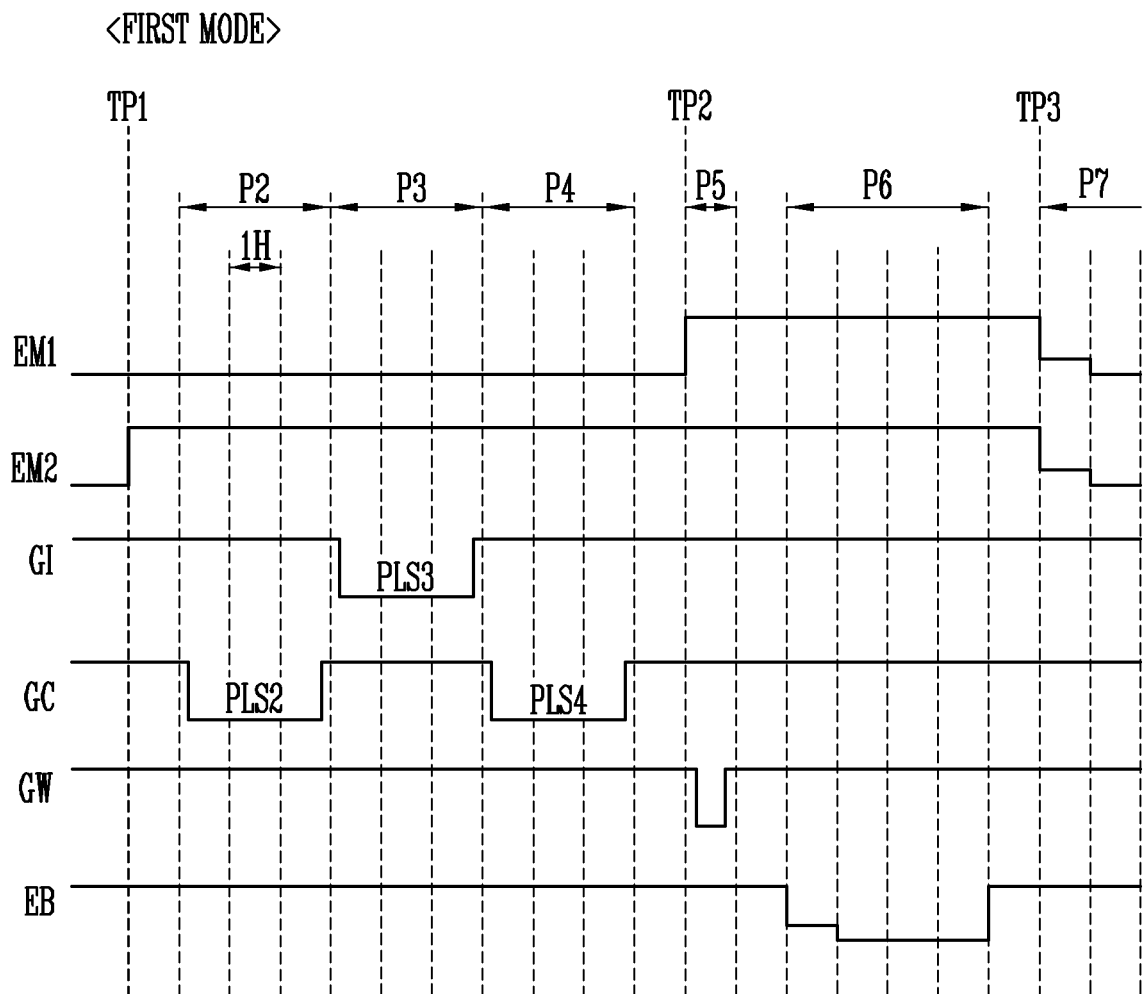 <FIRST MODE>
TP1 TP2 TP3
P2 P3 P4 P5 P6 P7
1H
EM1
EM2
GI
PLS3
GC
PLS2 PLS4
GW
EB